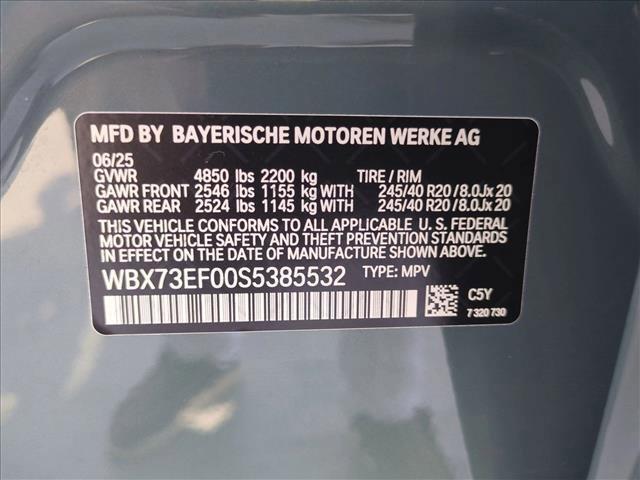 MFD BY BAYERISCHE MOTOREN WERKE AG
06/25
GVWR 4850 lbs 2200 kg TIRE / RIM
GAWR FRONT 2546 lbs 1155 kg WITH 245/40 R20 / 8.0Jx 20
GAWR REAR 2524 lbs 1145 kg WITH 245/40 R20 / 8.0Jx 20
THIS VEHICLE CONFORMS TO ALL APPLICABLE U. S. FEDERAL
MOTOR VEHICLE SAFETY AND THEFT PREVENTION STANDARDS
IN EFFECT ON THE DATE OF MANUFACTURE SHOWN ABOVE.
WBX73EF00S5385532 TYPE: MPV
C5Y
7 320 730